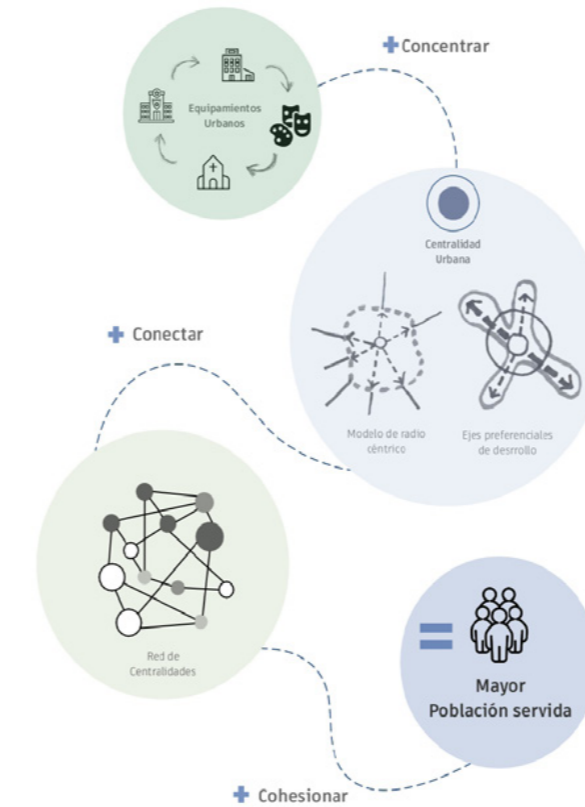 + Concentrar
Equipamientos
Urbanos
Centralidad
Urbana
+ Conectar
Modelo de radio
céntrico
Ejes preferenciales
de desrrollo
Red de
Centralidades
=
Mayor
Población servida
+ Cohesionar